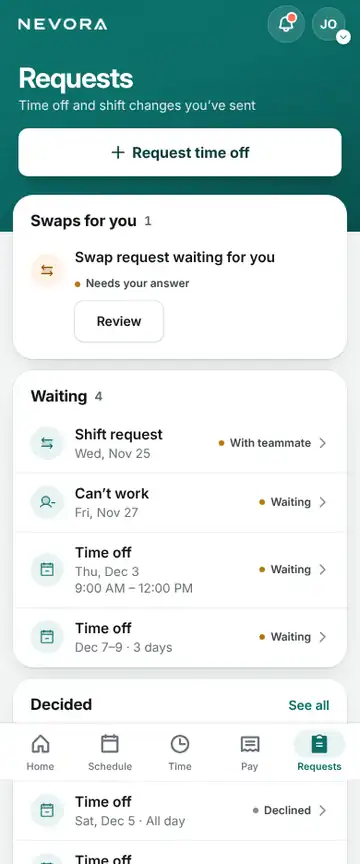 NEVORA
JO
Requests
Time off and shift changes you've sent
+ Request time off
Swaps for you 1
Swap request waiting for you
Needs your answer
Review
Waiting 4
Shift request
Wed, Nov 25
With teammate
Can't work
Fri, Nov 27
Waiting
Time off
Thu, Dec 3
9:00 AM – 12:00 PM
Waiting
Time off
Dec 7–9 · 3 days
Waiting
Decided
See all
Home
Schedule
Time
Pay
Requests
Time off
Sat, Dec 5 · All day
Declined
Time off